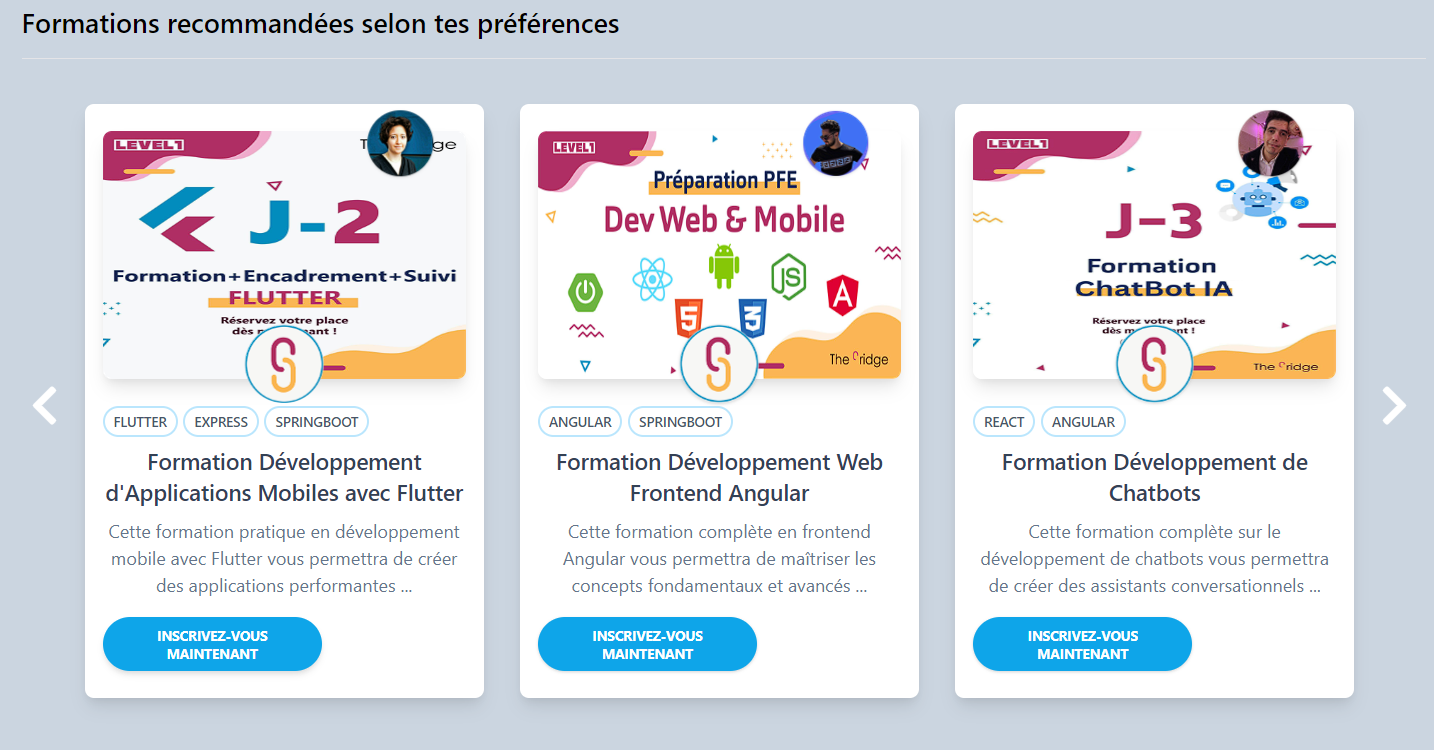 Formations recommandées selon tes préférences
LEVEL1
J-2
Formation+Encadrement+Suivi
FLUTTER
Réservez votre place
FLUTTER
EXPRESS
SPRINGBOOT
Formation Développement
d'Applications Mobiles avec Flutter
Cette formation pratique en développement
mobile avec Flutter vous permettra de créer
des applications performantes ...
INSCRIVEZ-VOUS
MAINTENANT
LEVEL1
Préparation PFE
Dev Web & Mobile
JS
5
3
A
The Bridge
ANGULAR
SPRINGBOOT
Formation Développement Web
Frontend Angular
Cette formation complète en frontend
Angular vous permettra de maîtriser les
concepts fondamentaux et avancés ...
INSCRIVEZ-VOUS
MAINTENANT
LEVEL1
J-3
Formation
ChatBot IA
Réservez votre place
The Bridge
REACT
ANGULAR
Formation Développement de
Chatbots
Cette formation complète sur le
développement de chatbots vous permettra
de créer des assistants conversationnels ...
INSCRIVEZ-VOUS
MAINTENANT